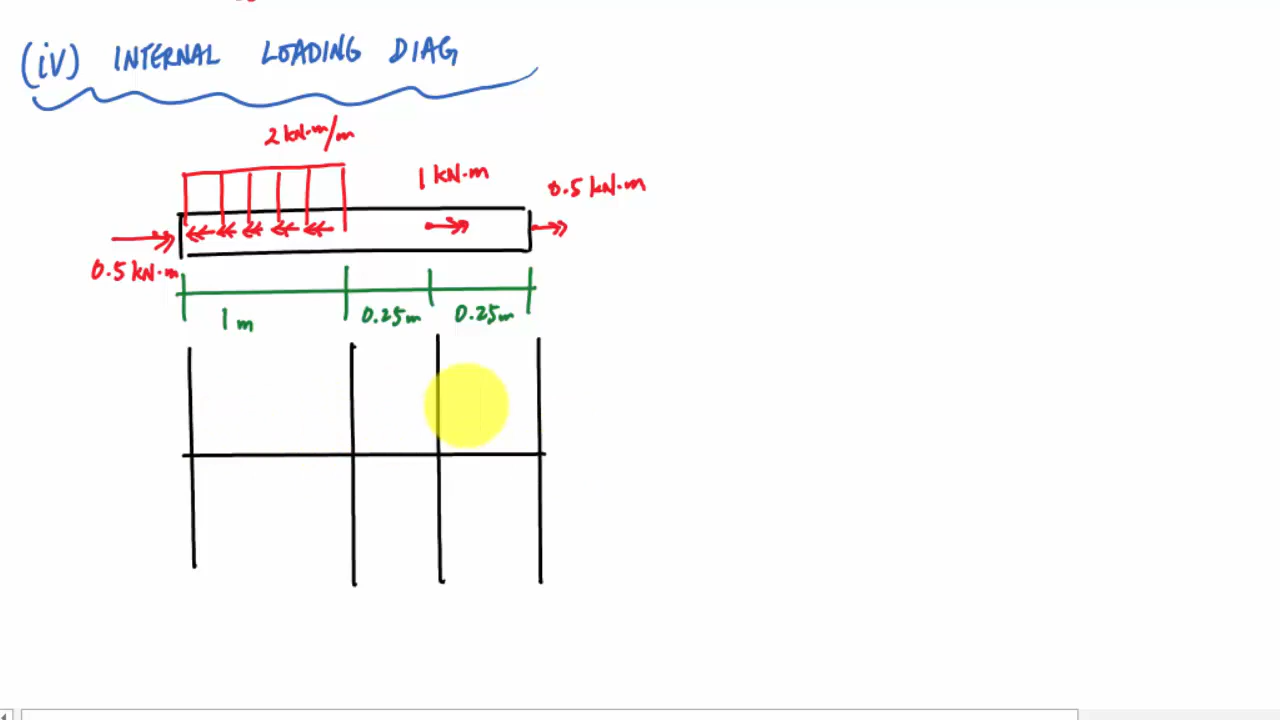 (iv) INTERNAL LOADING DIAG
2 kN·m/m
1 kN·m
0.5 kN·m
0.5 kN·m
1 m
0.25m
0.25m